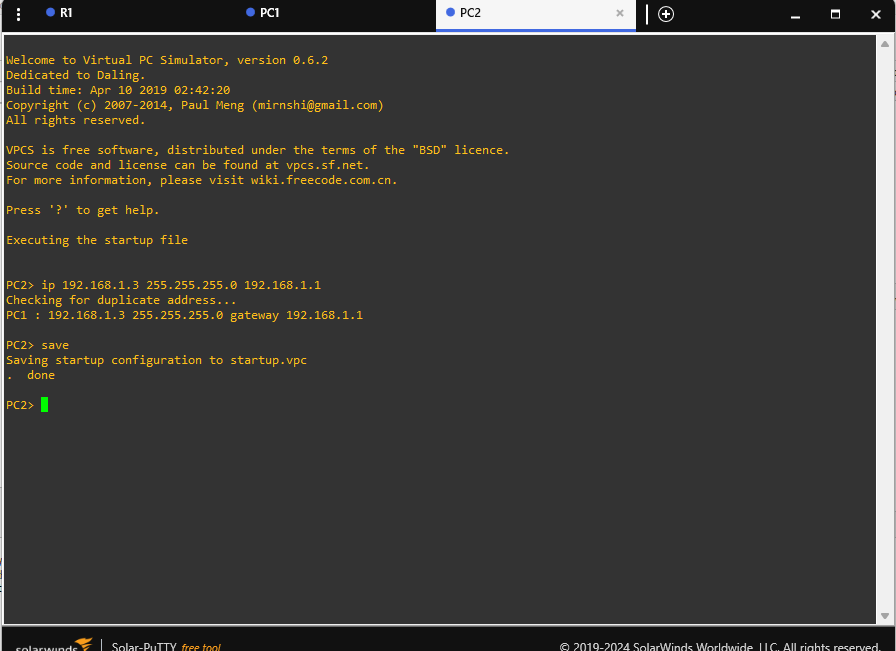 R1
PC1
PC2
Welcome to Virtual PC Simulator, version 0.6.2
Dedicated to Daling.
Build time: Apr 10 2019 02:42:20
Copyright (c) 2007-2014, Paul Meng (mirnshi@gmail.com)
All rights reserved.
VPCS is free software, distributed under the terms of the "BSD" licence.
Source code and license can be found at vpcs.sf.net.
For more information, please visit wiki.freecode.com.cn.
Press '?' to get help.
Executing the startup file
PC2> ip 192.168.1.3 255.255.255.0 192.168.1.1
Checking for duplicate address...
PC1 : 192.168.1.3 255.255.255.0 gateway 192.168.1.1
PC2> save
Saving startup configuration to startup.vpc
.  done
PC2>
solarwinds | Solar-PuTTY free tool
© 2019-2024 SolarWinds Worldwide, LLC. All rights reserved.